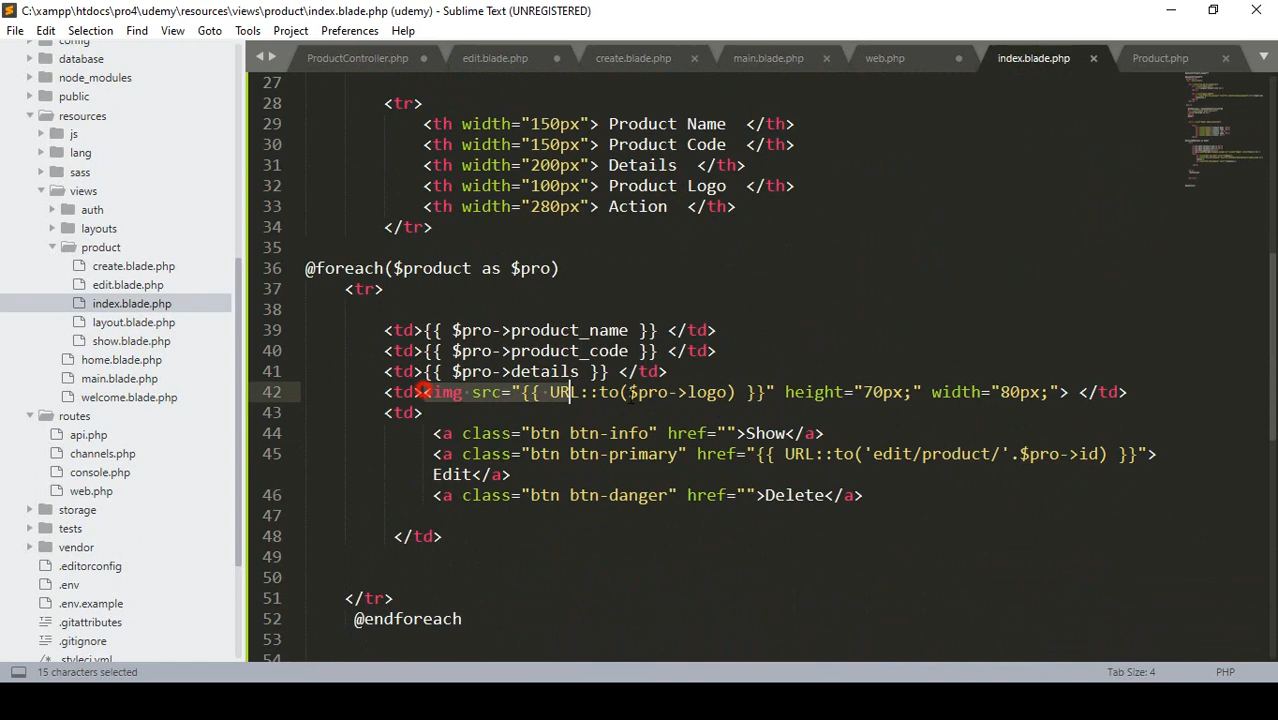 C:\xampp\htdocs\pro4\udemy\resources\views\product\index.blade.php (udemy) - Sublime Text (UNREGISTERED)
File Edit Selection Find View Goto Tools Project Preferences Help
ProductController.php edit.blade.php create.blade.php main.blade.php web.php index.blade.php Product.php
config
database
node_modules
public
resources
js
lang
sass
views
auth
layouts
product
create.blade.php
edit.blade.php
index.blade.php
layout.blade.php
show.blade.php
home.blade.php
main.blade.php
welcome.blade.php
routes
api.php
channels.php
console.php
web.php
storage
tests
vendor
.editorconfig
.env
.env.example
.gitattributes
.gitignore
.styleci.yml
27
28 <tr>
29 <th width="150px"> Product Name </th>
30 <th width="150px"> Product Code </th>
31 <th width="200px"> Details </th>
32 <th width="100px"> Product Logo </th>
33 <th width="280px"> Action </th>
34 </tr>
35
36 @foreach($product as $pro)
37 <tr>
38
39 <td>{{ $pro->product_name }} </td>
40 <td>{{ $pro->product_code }} </td>
41 <td>{{ $pro->details }} </td>
42 <td><img src="{{ URL::to($pro->logo) }}" height="70px;" width="80px;"> </td>
43 <td>
44 <a class="btn btn-info" href="">Show</a>
45 <a class="btn btn-primary" href="{{ URL::to('edit/product/'.$pro->id) }}">
Edit</a>
46 <a class="btn btn-danger" href="">Delete</a>
47
48 </td>
49
50
51 </tr>
52 @endforeach
53
54
15 characters selected Tab Size: 4 PHP